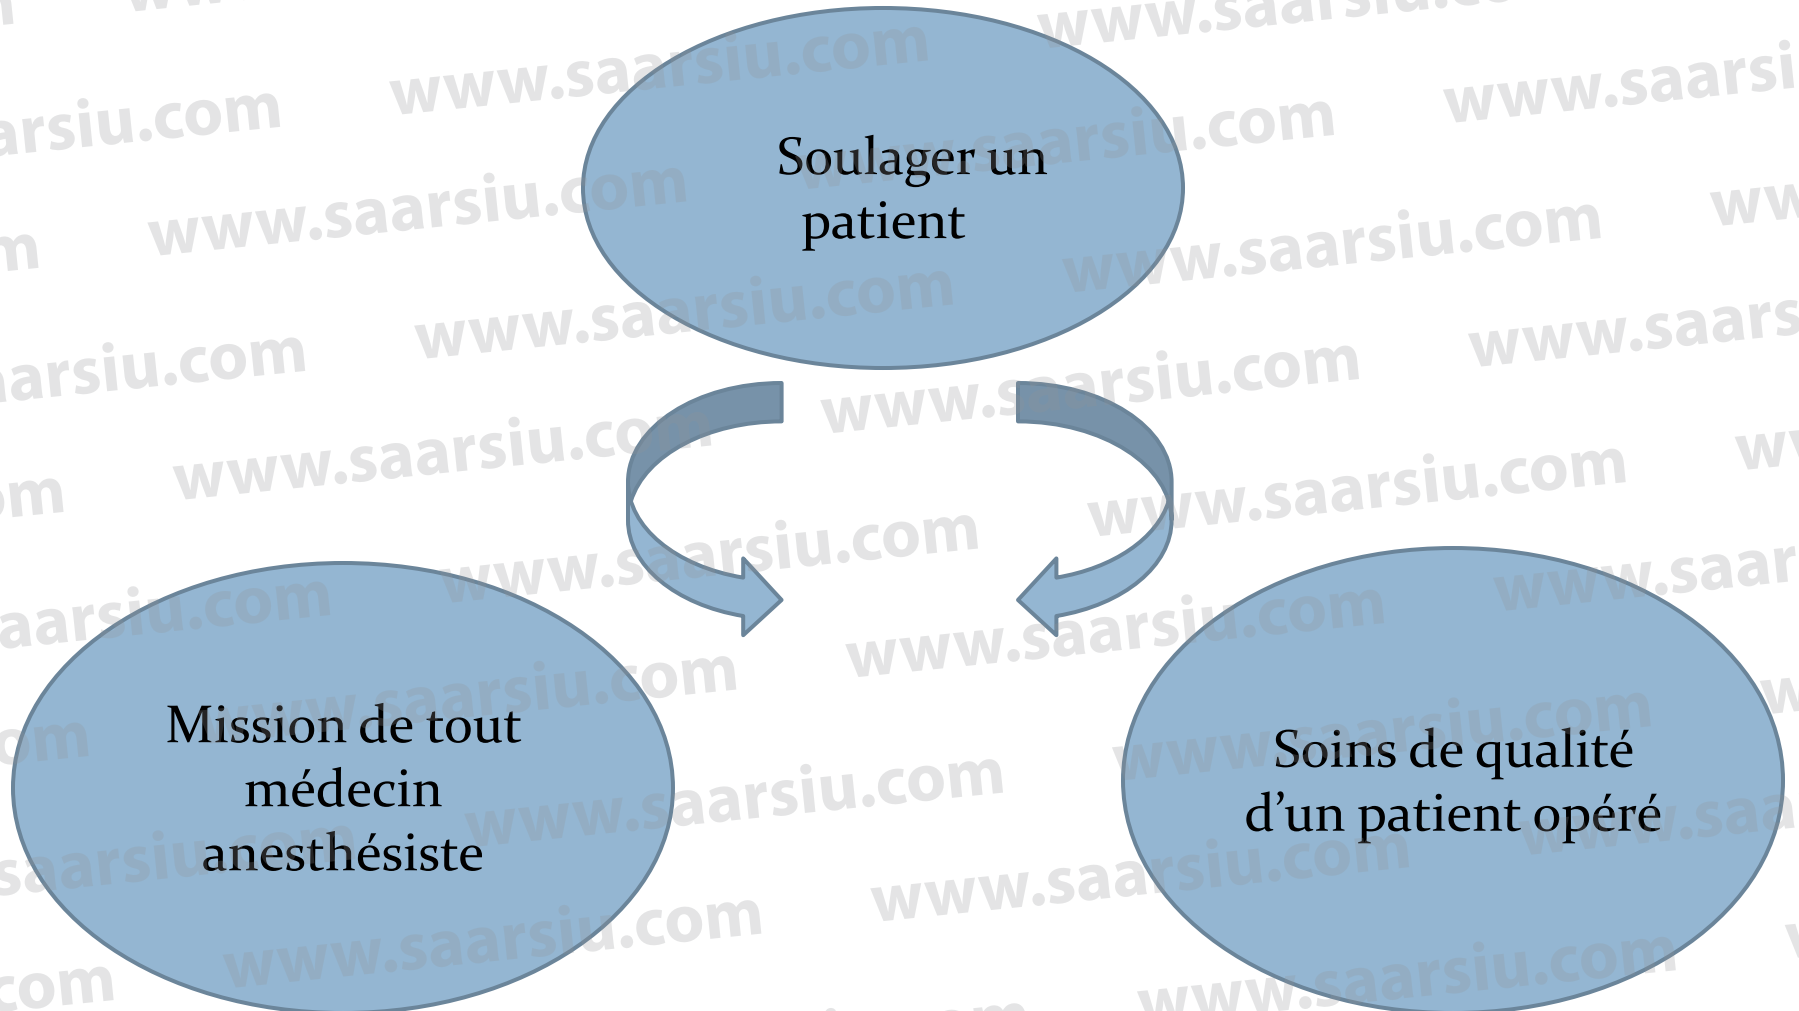 Soulager un
patient
Mission de tout
médecin
anesthésiste
Soins de qualité
d’un patient opéré
www.saarsiu.com